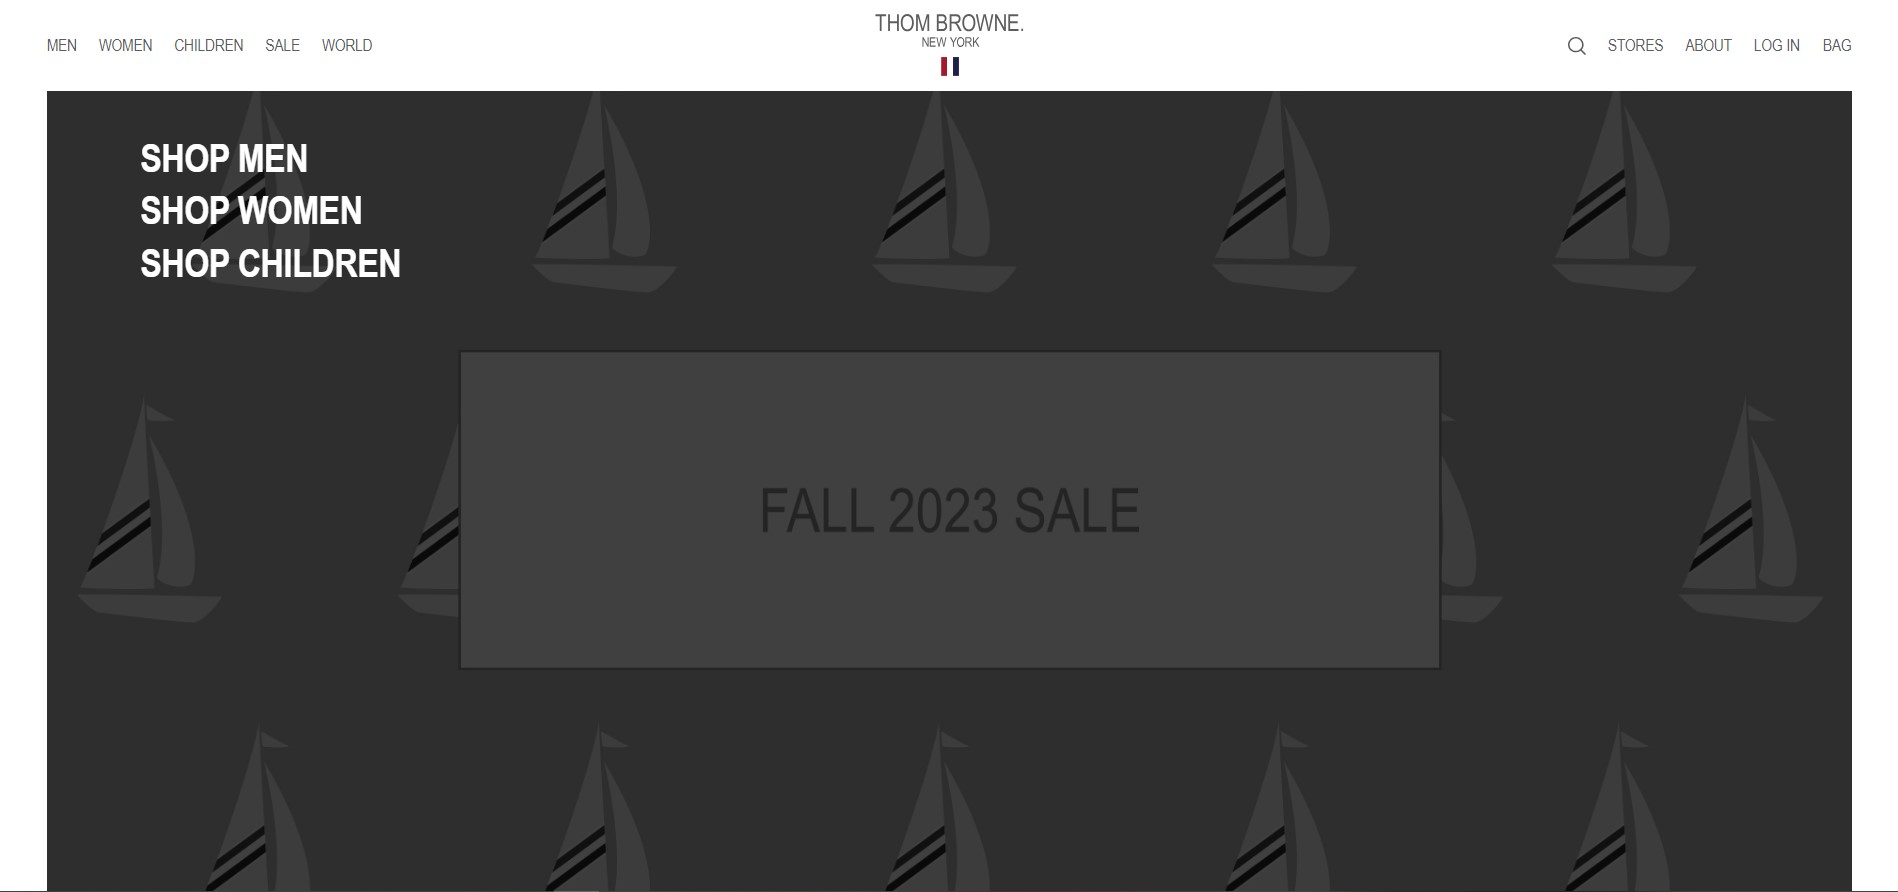 THOM BROWNE.
NEW YORK
MEN WOMEN CHILDREN SALE WORLD
STORES ABOUT LOG IN BAG
SHOP MEN
SHOP WOMEN
SHOP CHILDREN
FALL 2023 SALE